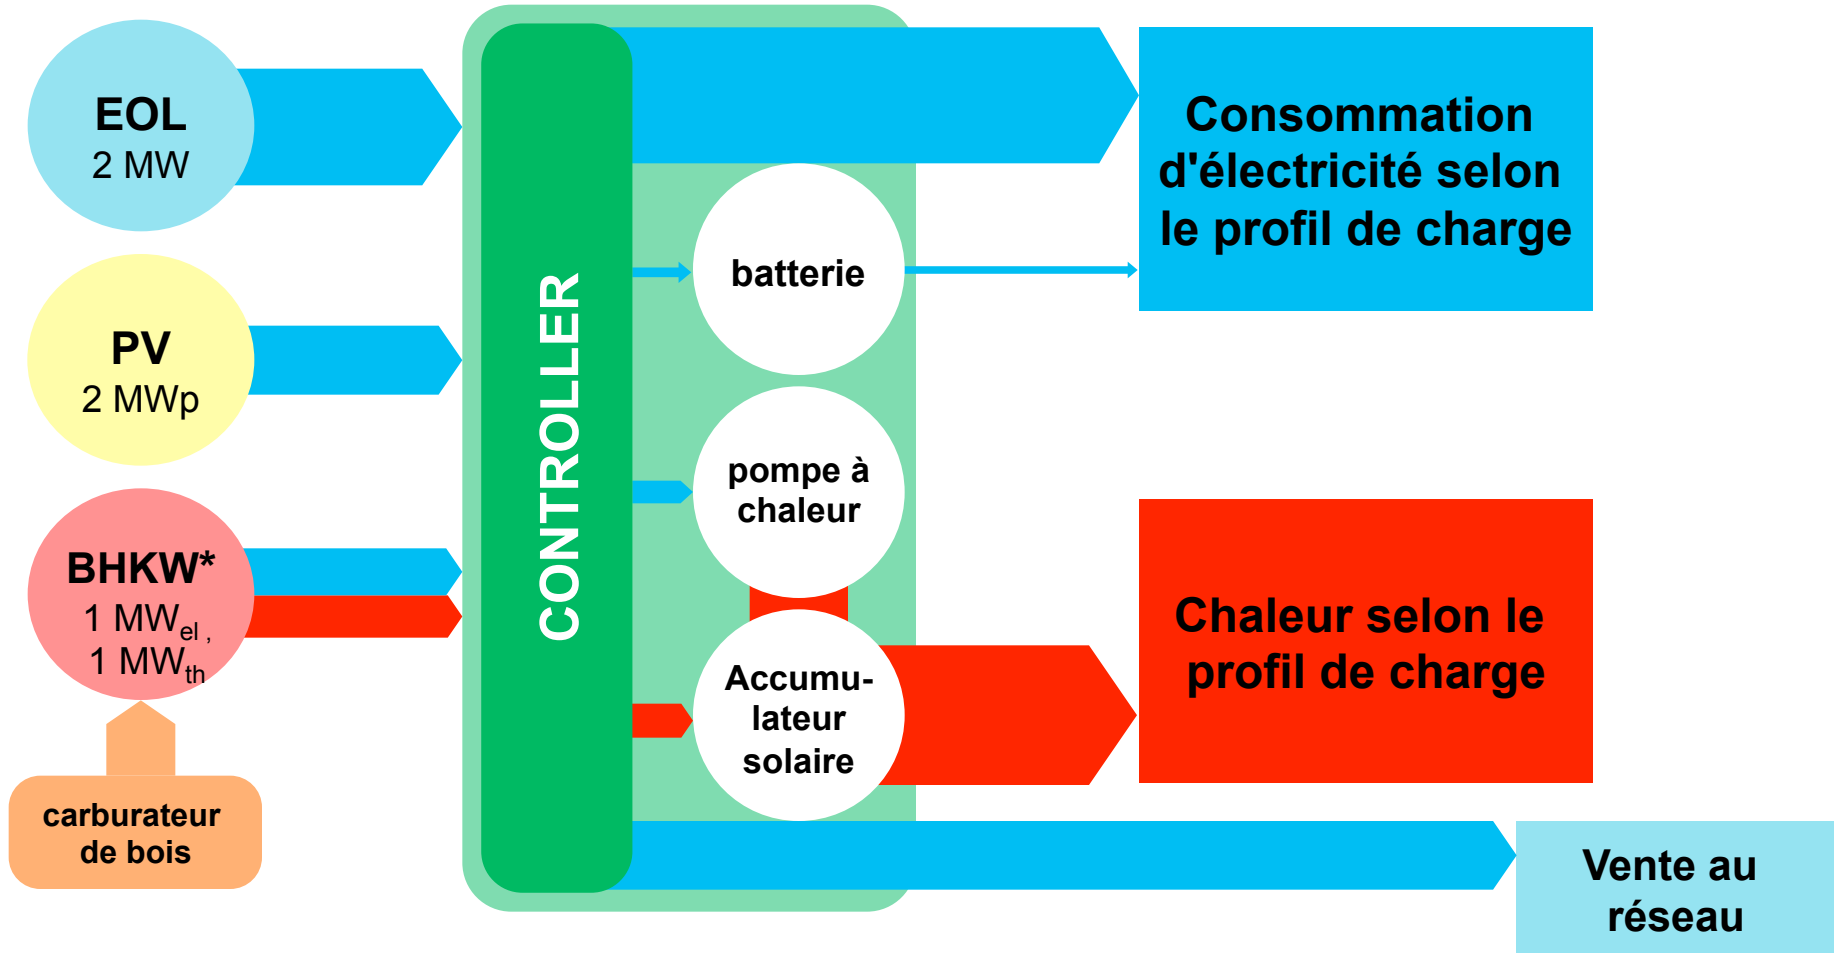 EOL
2 MW
PV
2 MWp
BHKW*
1 MWel ,
1 MWth
carburateur
de bois
CONTROLLER
batterie
pompe à
chaleur
Accumu-
lateur
solaire
Consommation
d'électricité selon
le profil de charge
Chaleur selon le
profil de charge
Vente au
réseau